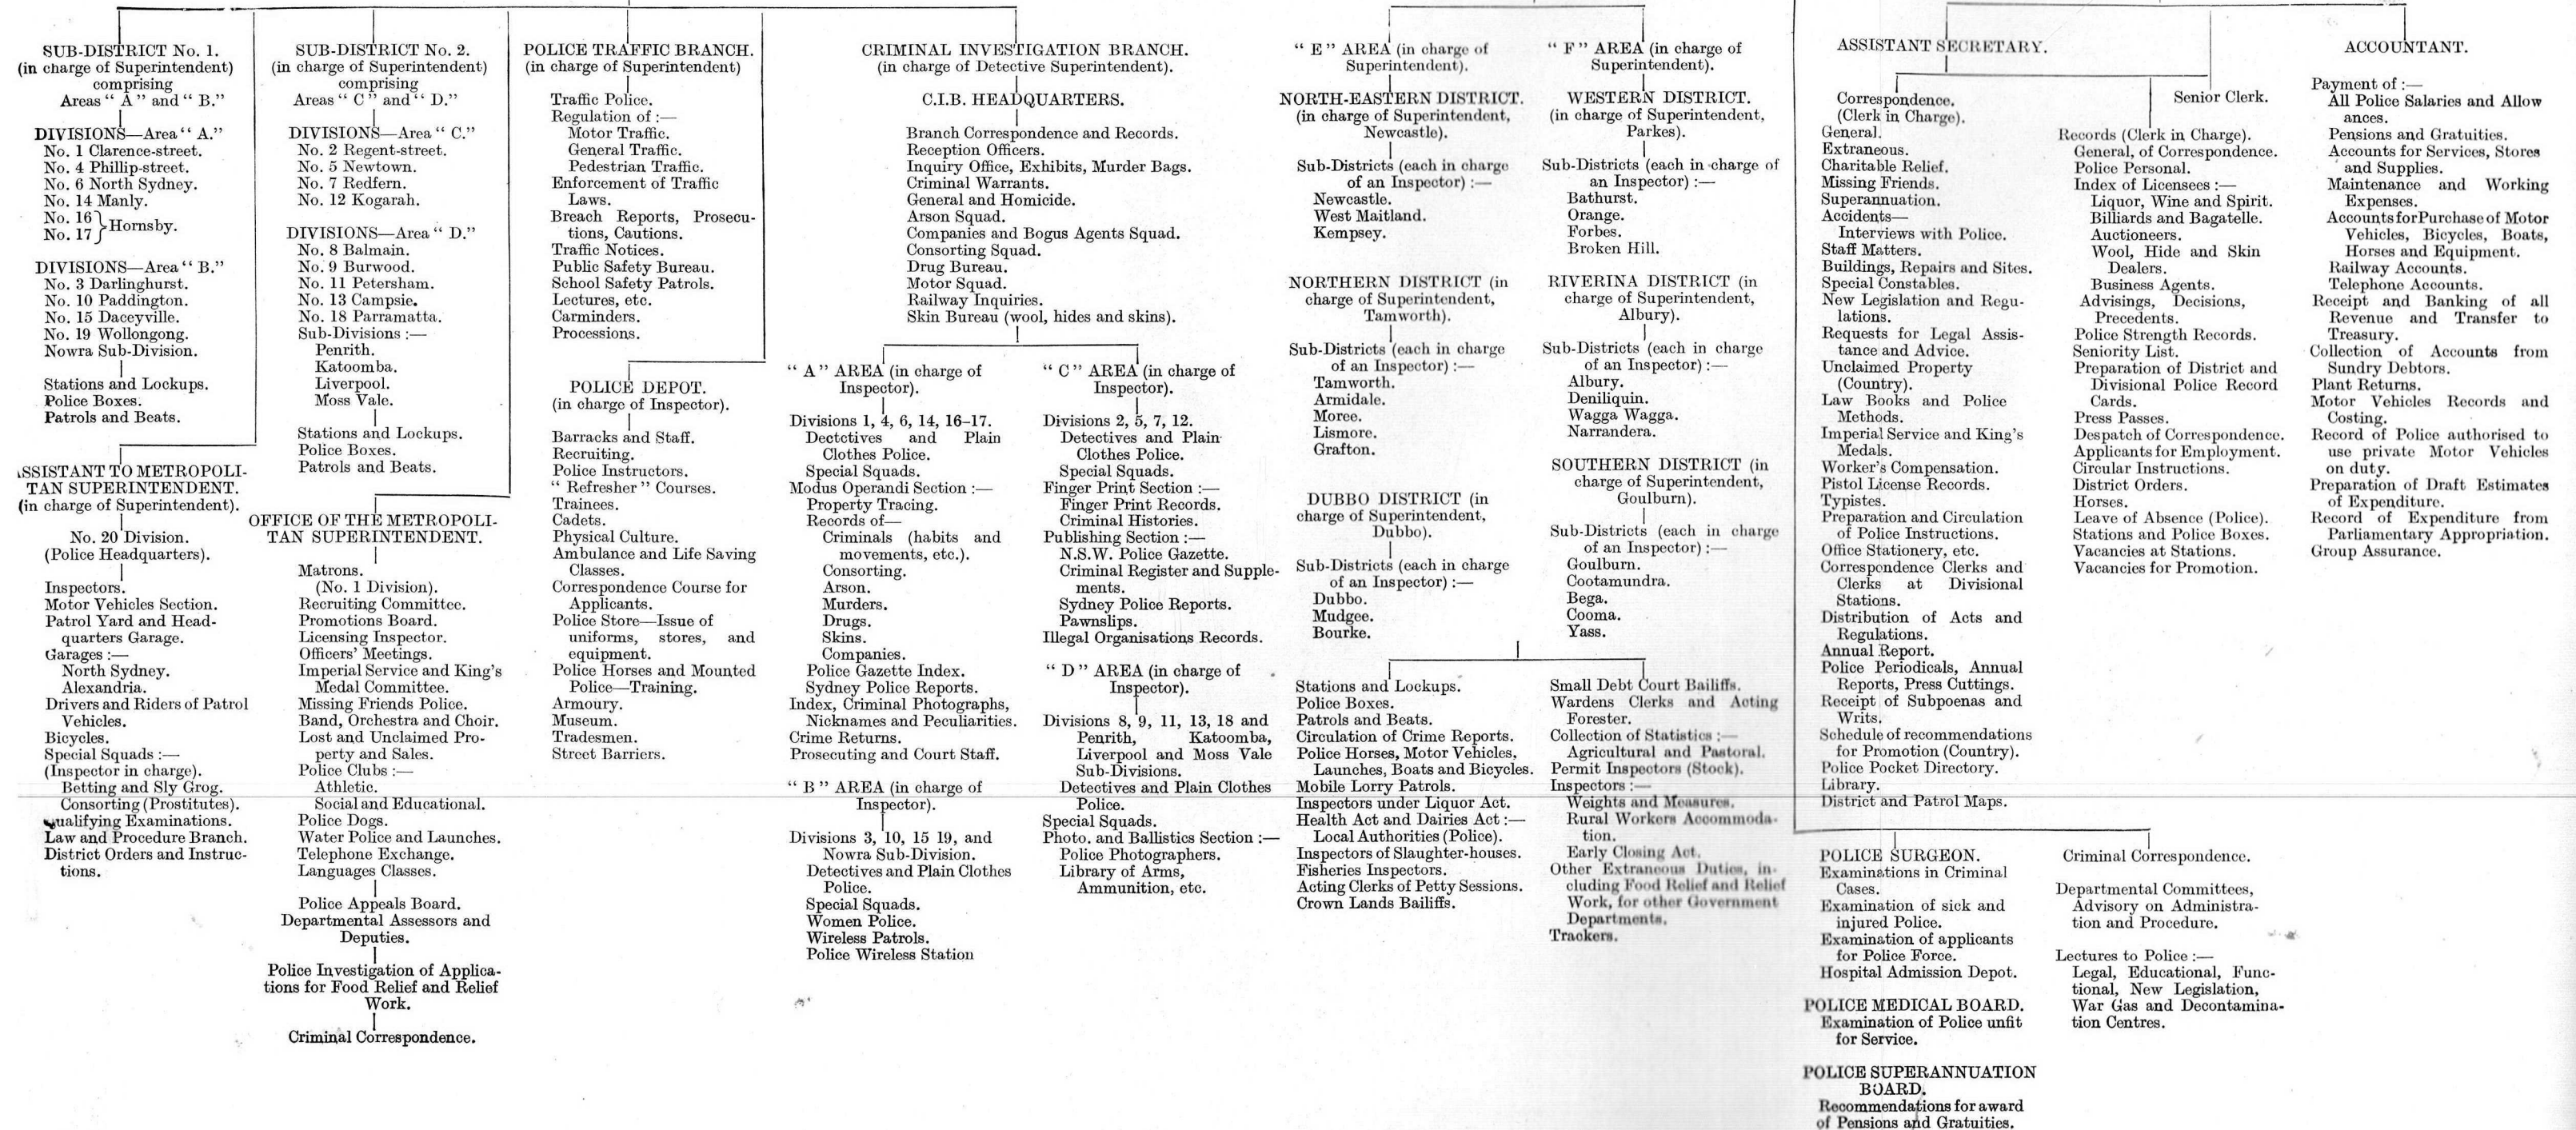 SUB-DISTRICT No. 1.
(in charge of Superintendent)
comprising
Areas “ A ” and “ B.”
DIVISIONS—Area “ A.”
No. 1 Clarence-street.
No. 4 Phillip-street.
No. 6 North Sydney.
No. 14 Manly.
No. 16
No. 17 } Hornsby.
DIVISIONS—Area “ B.”
No. 3 Darlinghurst.
No. 10 Paddington.
No. 15 Daceyville.
No. 19 Wollongong.
Nowra Sub-Division.
Stations and Lockups.
Police Boxes.
Patrols and Beats.
ASSISTANT TO METROPOLI-
TAN SUPERINTENDENT.
(in charge of Superintendent).
No. 20 Division.
(Police Headquarters).
Inspectors.
Motor Vehicles Section.
Patrol Yard and Head-
quarters Garage.
Garages :—
North Sydney.
Alexandria.
Drivers and Riders of Patrol
Vehicles.
Bicycles.
Special Squads :—
(Inspector in charge).
Betting and Sly Grog.
Consorting (Prostitutes).
Qualifying Examinations.
Law and Procedure Branch.
District Orders and Instruc-
tions.
SUB-DISTRICT No. 2.
(in charge of Superintendent)
comprising
Areas “ C ” and “ D.”
DIVISIONS—Area “ C.”
No. 2 Regent-street.
No. 5 Newtown.
No. 7 Redfern.
No. 12 Kogarah.
DIVISIONS—Area “ D.”
No. 8 Balmain.
No. 9 Burwood.
No. 11 Petersham.
No. 13 Campsie.
No. 18 Parramatta.
Sub-Divisions :—
Penrith.
Katoomba.
Liverpool.
Moss Vale.
Stations and Lockups.
Police Boxes.
Patrols and Beats.
OFFICE OF THE METROPOLI-
TAN SUPERINTENDENT.
Matrons.
(No. 1 Division).
Recruiting Committee.
Promotions Board.
Licensing Inspector.
Officers’ Meetings.
Imperial Service and King’s
Medal Committee.
Missing Friends Police.
Band, Orchestra and Choir.
Lost and Unclaimed Pro-
perty and Sales.
Police Clubs :—
Athletic.
Social and Educational.
Police Dogs.
Water Police and Launches.
Telephone Exchange.
Languages Classes.
Police Appeals Board.
Departmental Assessors and
Deputies.
Police Investigation of Applica-
tions for Food Relief and Relief
Work.
Criminal Correspondence.
POLICE TRAFFIC BRANCH.
(in charge of Superintendent)
Traffic Police.
Regulation of :—
Motor Traffic.
General Traffic.
Pedestrian Traffic.
Enforcement of Traffic
Laws.
Breach Reports, Prosecu-
tions, Cautions.
Traffic Notices.
Public Safety Bureau.
School Safety Patrols.
Lectures, etc.
Carminders.
Processions.
POLICE DEPOT.
(in charge of Inspector).
Barracks and Staff.
Recruiting.
Police Instructors.
“ Refresher ” Courses.
Trainees.
Cadets.
Physical Culture.
Ambulance and Life Saving
Classes.
Correspondence Course for
Applicants.
Police Store—Issue of
uniforms, stores, and
equipment.
Police Horses and Mounted
Police—Training.
Armoury.
Museum.
Tradesmen.
Street Barriers.
CRIMINAL INVESTIGATION BRANCH.
(in charge of Detective Superintendent).
C.I.B. HEADQUARTERS.
Branch Correspondence and Records.
Reception Officers.
Inquiry Office, Exhibits, Murder Bags.
Criminal Warrants.
General and Homicide.
Arson Squad.
Companies and Bogus Agents Squad.
Consorting Squad.
Drug Bureau.
Motor Squad.
Railway Inquiries.
Skin Bureau (wool, hides and skins).
“ A ” AREA (in charge of
Inspector).
Divisions 1, 4, 6, 14, 16–17.
Dectctives and Plain
Clothes Police.
Special Squads.
Modus Operandi Section :—
Property Tracing.
Records of—
Criminals (habits and
movements, etc.).
Consorting.
Arson.
Murders.
Drugs.
Skins.
Companies.
Police Gazette Index.
Sydney Police Reports.
Index, Criminal Photographs,
Nicknames and Peculiarities.
Crime Returns.
Prosecuting and Court Staff.
“ B ” AREA (in charge of
Inspector).
Divisions 3, 10, 15 19, and
Nowra Sub-Division.
Detectives and Plain Clothes
Police.
Special Squads.
Women Police.
Wireless Patrols.
Police Wireless Station
“ C ” AREA (in charge of
Inspector).
Divisions 2, 5, 7, 12.
Detectives and Plain
Clothes Police.
Special Squads.
Finger Print Section :—
Finger Print Records.
Criminal Histories.
Publishing Section :—
N.S.W. Police Gazette.
Criminal Register and Supple-
ments.
Sydney Police Reports.
Pawnslips.
Illegal Organisations Records.
“ D ” AREA (in charge of
Inspector).
Divisions 8, 9, 11, 13, 18 and
Penrith, Katoomba,
Liverpool and Moss Vale
Sub-Divisions.
Detectives and Plain Clothes
Police.
Special Squads.
Photo. and Ballistics Section :—
Police Photographers.
Library of Arms,
Ammunition, etc.
“ E ” AREA (in charge of
Superintendent).
NORTH-EASTERN DISTRICT.
(in charge of Superintendent,
Newcastle).
Sub-Districts (each in charge
of an Inspector) :—
Newcastle.
West Maitland.
Kempsey.
NORTHERN DISTRICT (in
charge of Superintendent,
Tamworth).
Sub-Districts (each in charge
of an Inspector) :—
Tamworth.
Armidale.
Moree.
Lismore.
Grafton.
DUBBO DISTRICT (in
charge of Superintendent,
Dubbo).
Sub-Districts (each in charge
of an Inspector) :—
Dubbo.
Mudgee.
Bourke.
“ F ” AREA (in charge of
Superintendent).
WESTERN DISTRICT.
(in charge of Superintendent,
Parkes).
Sub-Districts (each in charge of
an Inspector) :—
Bathurst.
Orange.
Forbes.
Broken Hill.
RIVERINA DISTRICT (in
charge of Superintendent,
Albury).
Sub-Districts (each in charge
of an Inspector) :—
Albury.
Deniliquin.
Wagga Wagga.
Narrandera.
SOUTHERN DISTRICT (in
charge of Superintendent,
Goulburn).
Sub-Districts (each in charge
of an Inspector) :—
Goulburn.
Cootamundra.
Bega.
Cooma.
Yass.
Stations and Lockups.
Police Boxes.
Patrols and Beats.
Circulation of Crime Reports.
Police Horses, Motor Vehicles,
Launches, Boats and Bicycles.
Mobile Lorry Patrols.
Inspectors under Liquor Act.
Health Act and Dairies Act :—
Local Authorities (Police).
Inspectors of Slaughter-houses.
Fisheries Inspectors.
Acting Clerks of Petty Sessions.
Crown Lands Bailiffs.
Small Debt Court Bailiffs.
Wardens Clerks and Acting
Forester.
Collection of Statistics :—
Agricultural and Pastoral.
Permit Inspectors (Stock).
Inspectors :—
Weights and Measures.
Rural Workers Accommoda-
tion.
Early Closing Act.
Other Extraneous Duties, in-
cluding Food Relief and Relief
Work, for other Government
Departments.
Trackers.
ASSISTANT SECRETARY.
Correspondence.
(Clerk in Charge).
General.
Extraneous.
Charitable Relief.
Missing Friends.
Superannuation.
Accidents—
Interviews with Police.
Staff Matters.
Buildings, Repairs and Sites.
Special Constables.
New Legislation and Regu-
lations.
Requests for Legal Assis-
tance and Advice.
Unclaimed Property
(Country).
Law Books and Police
Methods.
Imperial Service and King’s
Medals.
Worker’s Compensation.
Pistol License Records.
Typistes.
Preparation and Circulation
of Police Instructions.
Office Stationery, etc.
Correspondence Clerks and
Clerks at Divisional
Stations.
Distribution of Acts and
Regulations.
Annual Report.
Police Periodicals, Annual
Reports, Press Cuttings.
Receipt of Subpoenas and
Writs.
Schedule of recommendations
for Promotion (Country).
Police Pocket Directory.
Library.
District and Patrol Maps.
Senior Clerk.
Records (Clerk in Charge).
General, of Correspondence.
Police Personal.
Index of Licensees :—
Liquor, Wine and Spirit.
Billiards and Bagatelle.
Auctioneers.
Wool, Hide and Skin
Dealers.
Business Agents.
Advisings, Decisions,
Precedents.
Police Strength Records.
Seniority List.
Preparation of District and
Divisional Police Record
Cards.
Press Passes.
Despatch of Correspondence.
Applicants for Employment.
Circular Instructions.
District Orders.
Horses.
Leave of Absence (Police).
Stations and Police Boxes.
Vacancies at Stations.
Vacancies for Promotion.
ACCOUNTANT.
Payment of :—
All Police Salaries and Allow
ances.
Pensions and Gratuities.
Accounts for Services, Stores
and Supplies.
Maintenance and Working
Expenses.
Accounts for Purchase of Motor
Vehicles, Bicycles, Boats,
Horses and Equipment.
Railway Accounts.
Telephone Accounts.
Receipt and Banking of all
Revenue and Transfer to
Treasury.
Collection of Accounts from
Sundry Debtors.
Plant Returns.
Motor Vehicles Records and
Costing.
Record of Police authorised to
use private Motor Vehicles
on duty.
Preparation of Draft Estimates
of Expenditure.
Record of Expenditure from
Parliamentary Appropriation.
Group Assurance.
POLICE SURGEON.
Examinations in Criminal
Cases.
Examination of sick and
injured Police.
Examination of applicants
for Police Force.
Hospital Admission Depot.
POLICE MEDICAL BOARD.
Examination of Police unfit
for Service.
POLICE SUPERANNUATION
BOARD.
Recommendations for award
of Pensions and Gratuities.
Criminal Correspondence.
Departmental Committees,
Advisory on Administra-
tion and Procedure.
Lectures to Police :—
Legal, Educational, Func-
tional, New Legislation,
War Gas and Decontamina-
tion Centres.